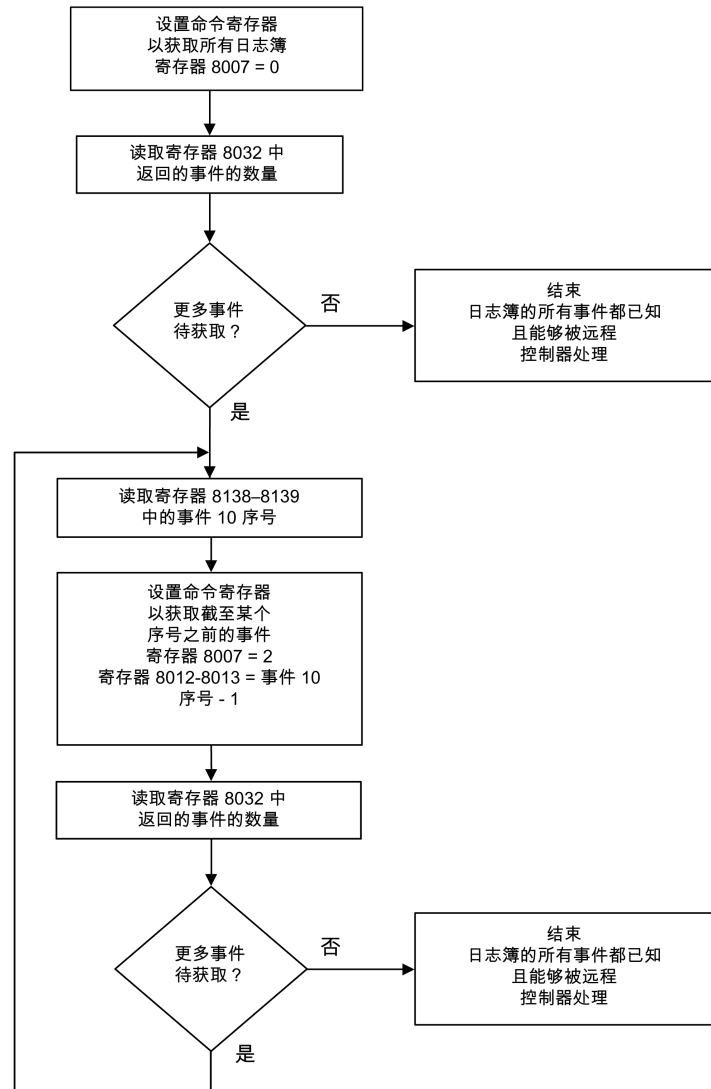 设置命令寄存器
以获取所有日志簿
寄存器 8007 = 0
读取寄存器 8032 中
返回的事件的数量
更多事件
待获取？
否
结束
日志簿的所有事件都已知
且能够被远程
控制器处理
是
读取寄存器 8138–8139
中的事件 10 序号
设置命令寄存器
以获取截至某个
序号之前的事件
寄存器 8007 = 2
寄存器 8012-8013 = 事件 10
序号 - 1
读取寄存器 8032 中
返回的事件的数量
更多事件
待获取？
否
结束
日志簿的所有事件都已知
且能够被远程
控制器处理
是